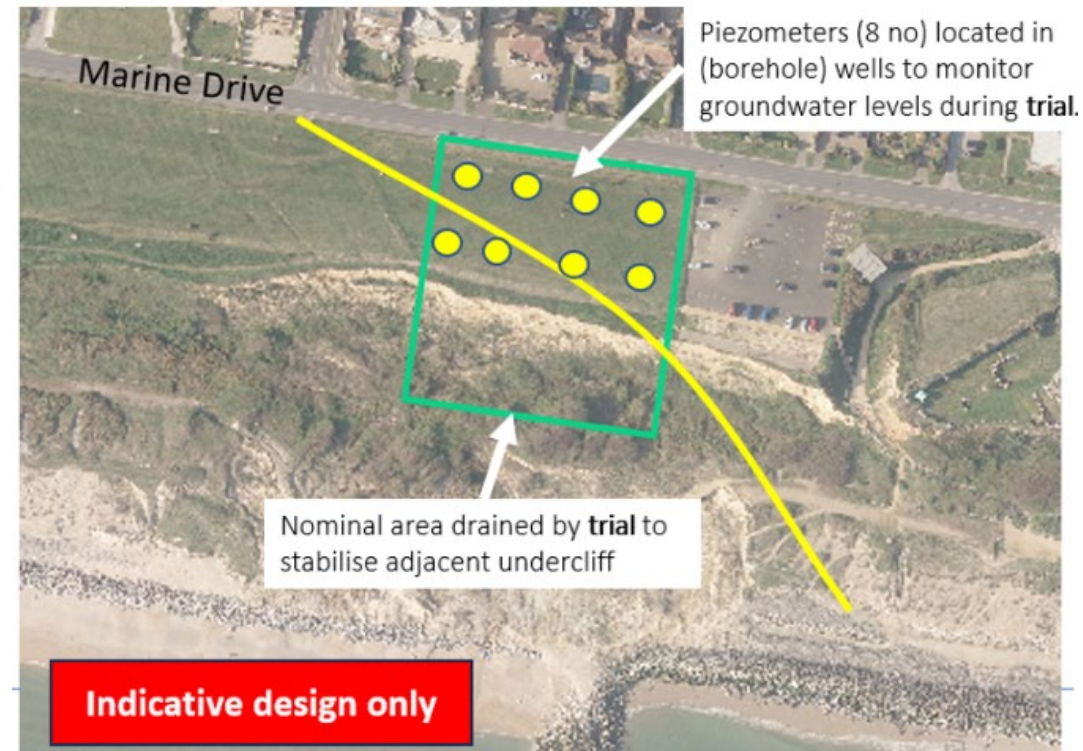 Piezometers (8 no) located in
(borehole) wells to monitor
groundwater levels during trial.
Marine Drive
Nominal area drained by trial to
stabilise adjacent undercliff
Indicative design only